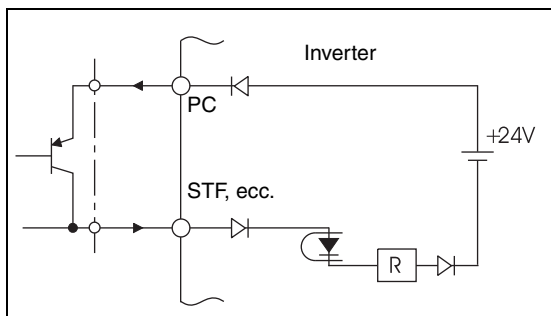 Inverter
PC
+24V
STF, ecc.
R